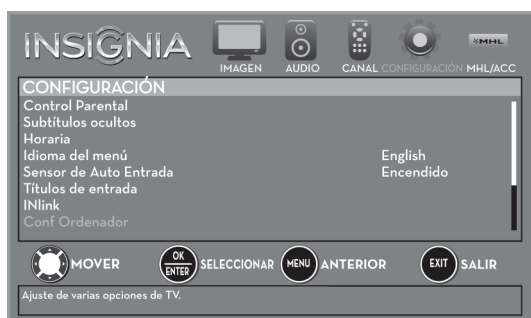 INSIGNIA
IMAGEN AUDIO CANAL CONFIGURACIÓN MHL/ACC
MHL
CONFIGURACIÓN
Control Parental
Subtítulos ocultos
Horaria
Idioma del menú English
Sensor de Auto Entrada Encendido
Títulos de entrada
INlink
Conf Ordenador
MOVER OK ENTER SELECCIONAR MENU ANTERIOR EXIT SALIR
Ajuste de varias opciones de TV.